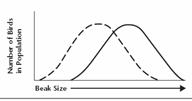 Number of Birds
in Population
Beak Size